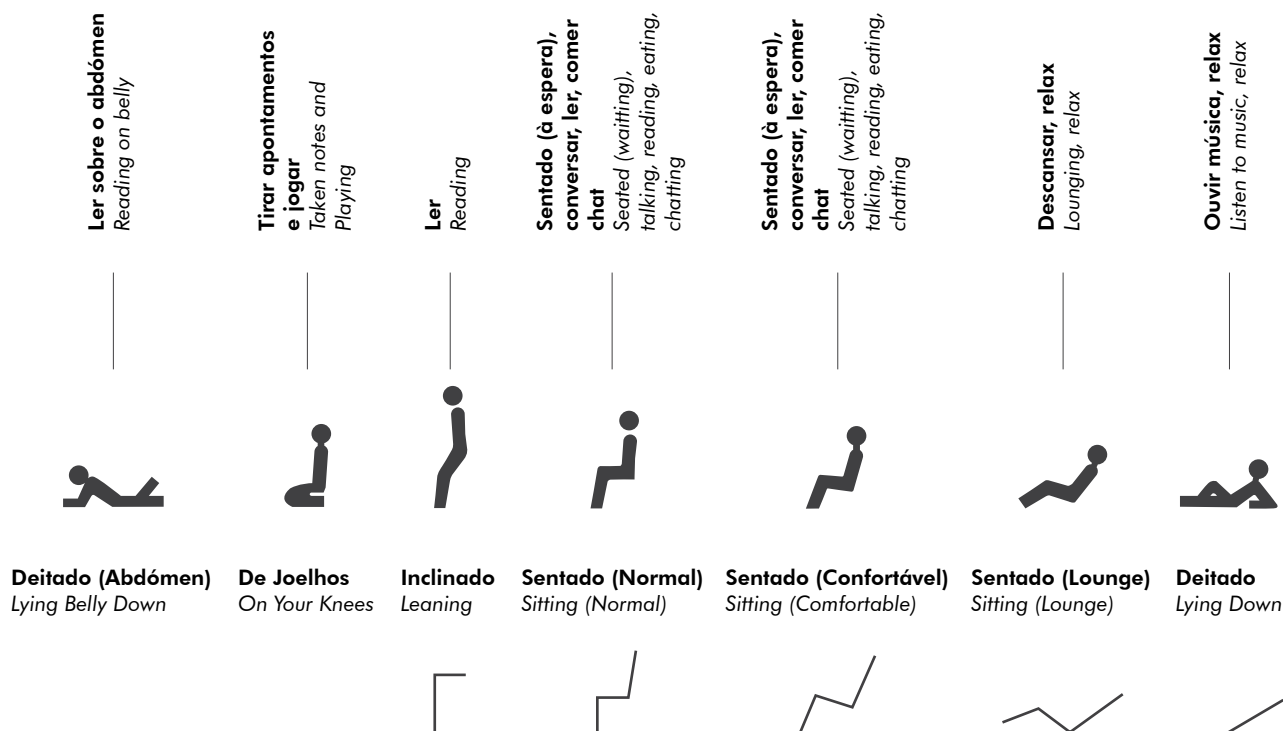 Ler sobre o abdómen
Reading on belly
Tirar apontamentos
e jogar
Taken notes and
Playing
Ler
Reading
Sentado (à espera),
conversar, ler, comer
chat
Seated (waitting),
talking, reading, eating,
chatting
Sentado (à espera),
conversar, ler, comer
chat
Seated (waitting),
talking, reading, eating,
chatting
Descansar, relax
Lounging, relax
Ouvir música, relax
Listen to music, relax
Deitado (Abdómen)
Lying Belly Down
De Joelhos
On Your Knees
Inclinado
Leaning
Sentado (Normal)
Sitting (Normal)
Sentado (Confortável)
Sitting (Comfortable)
Sentado (Lounge)
Sitting (Lounge)
Deitado
Lying Down